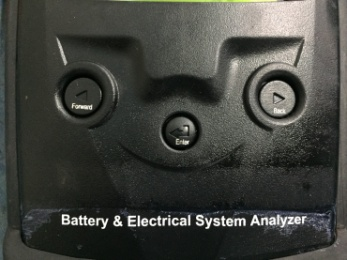 Forward
Back
Enter
Battery & Electrical System Analyzer